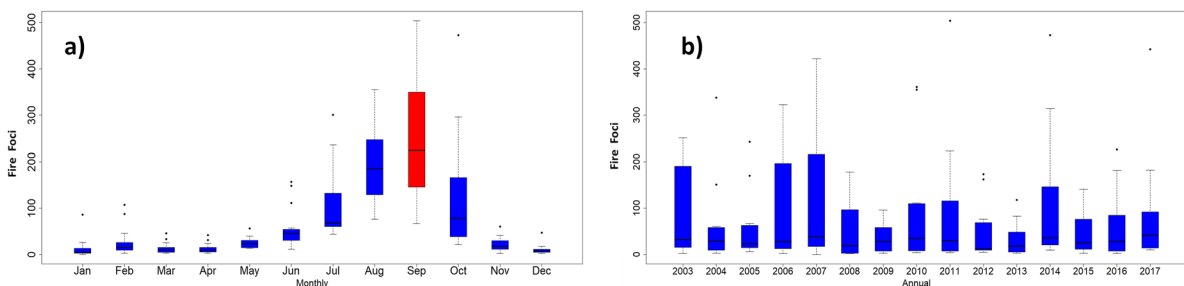 a)
Fire Foci
500
400
300
200
100
0
Jan Feb Mar Apr May Jun Jul Aug Sep Oct Nov Dec
Monthly
b)
Fire Foci
500
400
300
200
100
0
2003 2004 2005 2006 2007 2008 2009 2010 2011 2012 2013 2014 2015 2016 2017
Annual